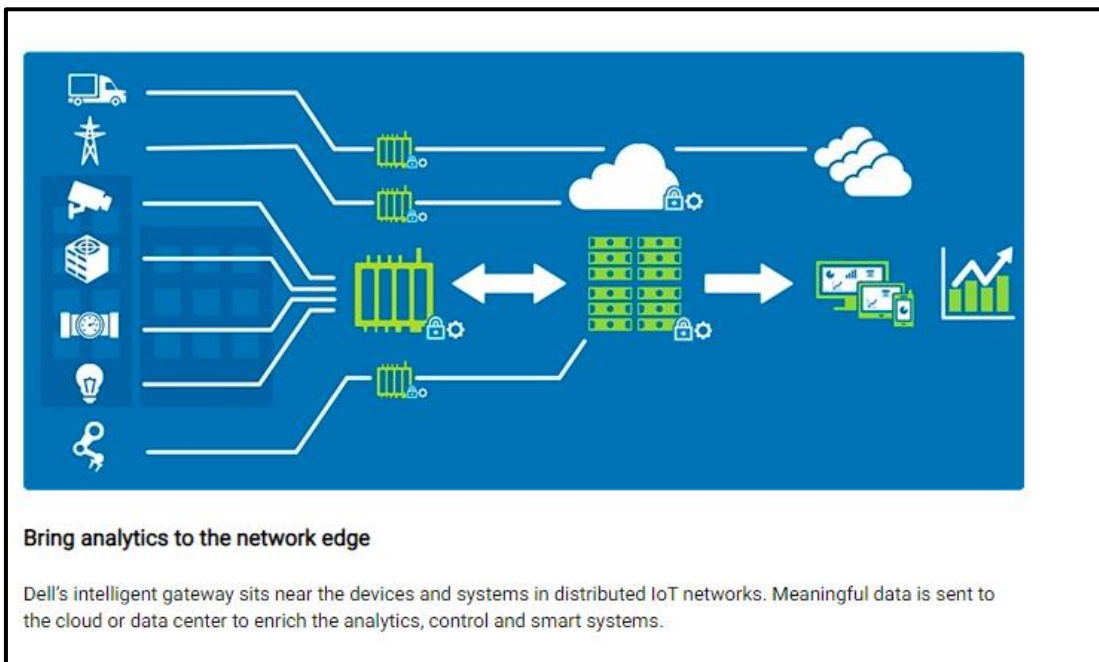 Bring analytics to the network edge
Dell's intelligent gateway sits near the devices and systems in distributed IoT networks. Meaningful data is sent to
the cloud or data center to enrich the analytics, control and smart systems.